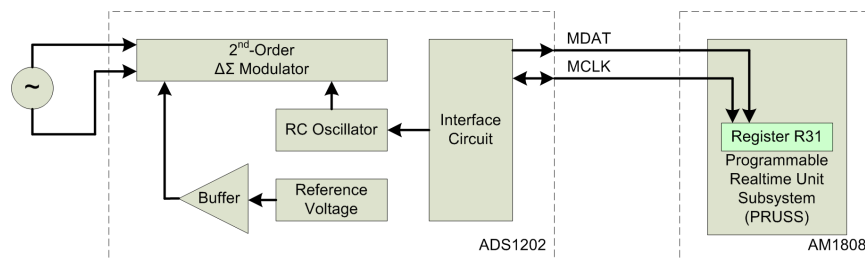 2nd-Order
ΔΣ Modulator
~
RC Oscillator
Interface
Circuit
Buffer
Reference
Voltage
ADS1202
MDAT
MCLK
Register R31
Programmable
Realtime Unit
Subsystem
(PRUSS)
AM1808